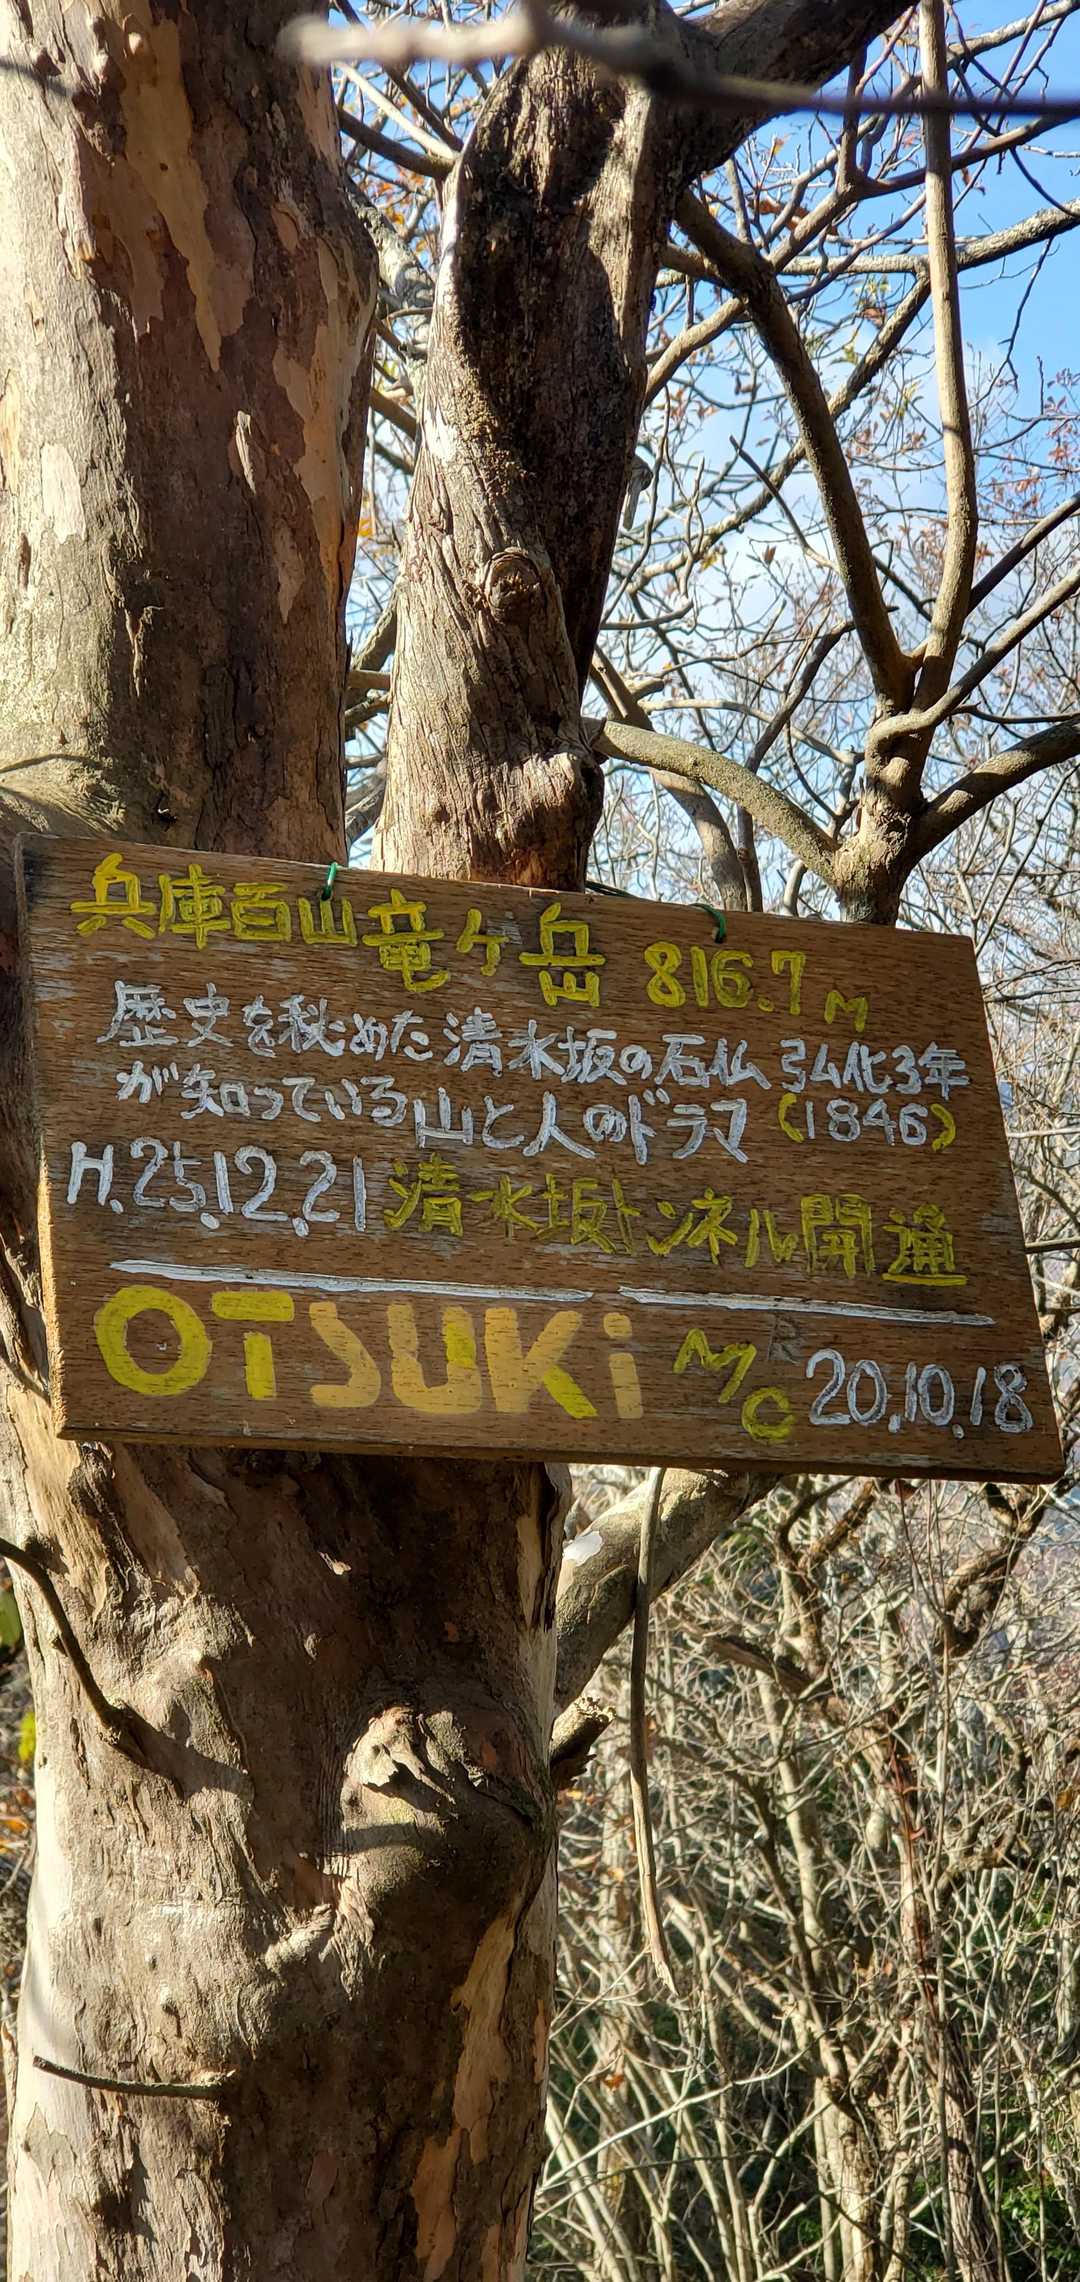 兵庫百山竜ヶ岳 816.7M
歴史を秘めた清水坂の石仏 弘化3年
が知っている山と人のドラマ (1846)
H.25.12.21 清水坂トンネル開通
OTSUKi MC R 20.10.18